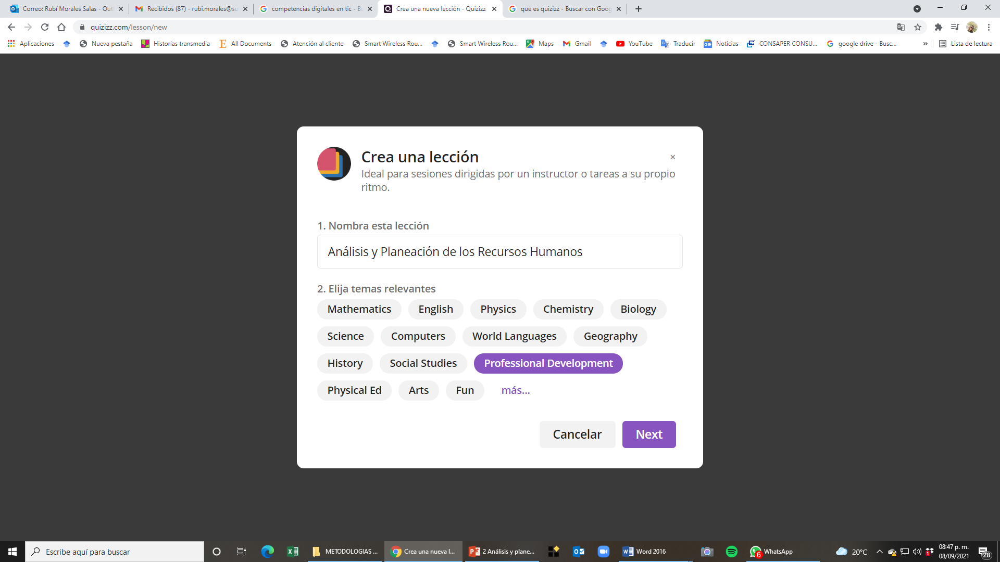 Correo: Rubí Morales Salas - Out
Recibidos (87) - rubi.morales@su
competencias digitales en tic - B
Crea una nueva lección - Quizizz
que es quizizz - Buscar con Goog
quizizz.com/lesson/new
Aplicaciones
Nueva pestaña
Historias transmedia
All Documents
Atención al cliente
Smart Wireless Rou...
Smart Wireless Rou...
Maps
Gmail
YouTube
Traducir
Noticias
CONSAPER CONSU...
google drive - Busc...
»
Lista de lectura
Crea una lección
Ideal para sesiones dirigidas por un instructor o tareas a su propio
ritmo.
1. Nombra esta lección
Análisis y Planeación de los Recursos Humanos
2. Elija temas relevantes
Mathematics English Physics Chemistry Biology
Science Computers World Languages Geography
History Social Studies Professional Development
Physical Ed Arts Fun más...
Cancelar Next
Escribe aquí para buscar
METODOLOGIAS ...
Crea una nueva l...
2 Análisis y plane...
Word 2016
6
WhatsApp
20°C
08:47 p. m.
08/09/2021
28